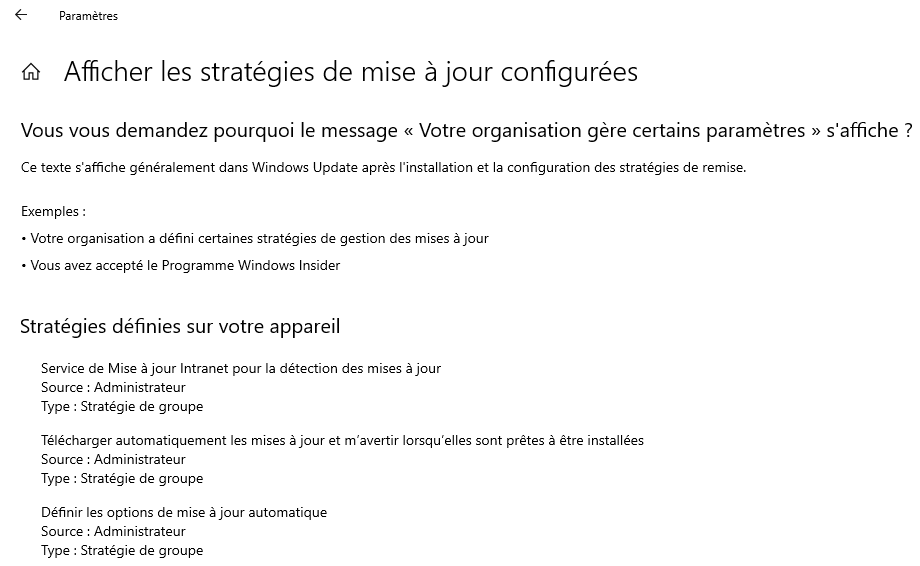 Paramètres
Afficher les stratégies de mise à jour configurées
Vous vous demandez pourquoi le message « Votre organisation gère certains paramètres » s'affiche ?
Ce texte s'affiche généralement dans Windows Update après l'installation et la configuration des stratégies de remise.
Exemples :
• Votre organisation a défini certaines stratégies de gestion des mises à jour
• Vous avez accepté le Programme Windows Insider
Stratégies définies sur votre appareil
Service de Mise à jour Intranet pour la détection des mises à jour
Source : Administrateur
Type : Stratégie de groupe
Télécharger automatiquement les mises à jour et m’avertir lorsqu’elles sont prêtes à être installées
Source : Administrateur
Type : Stratégie de groupe
Définir les options de mise à jour automatique
Source : Administrateur
Type : Stratégie de groupe